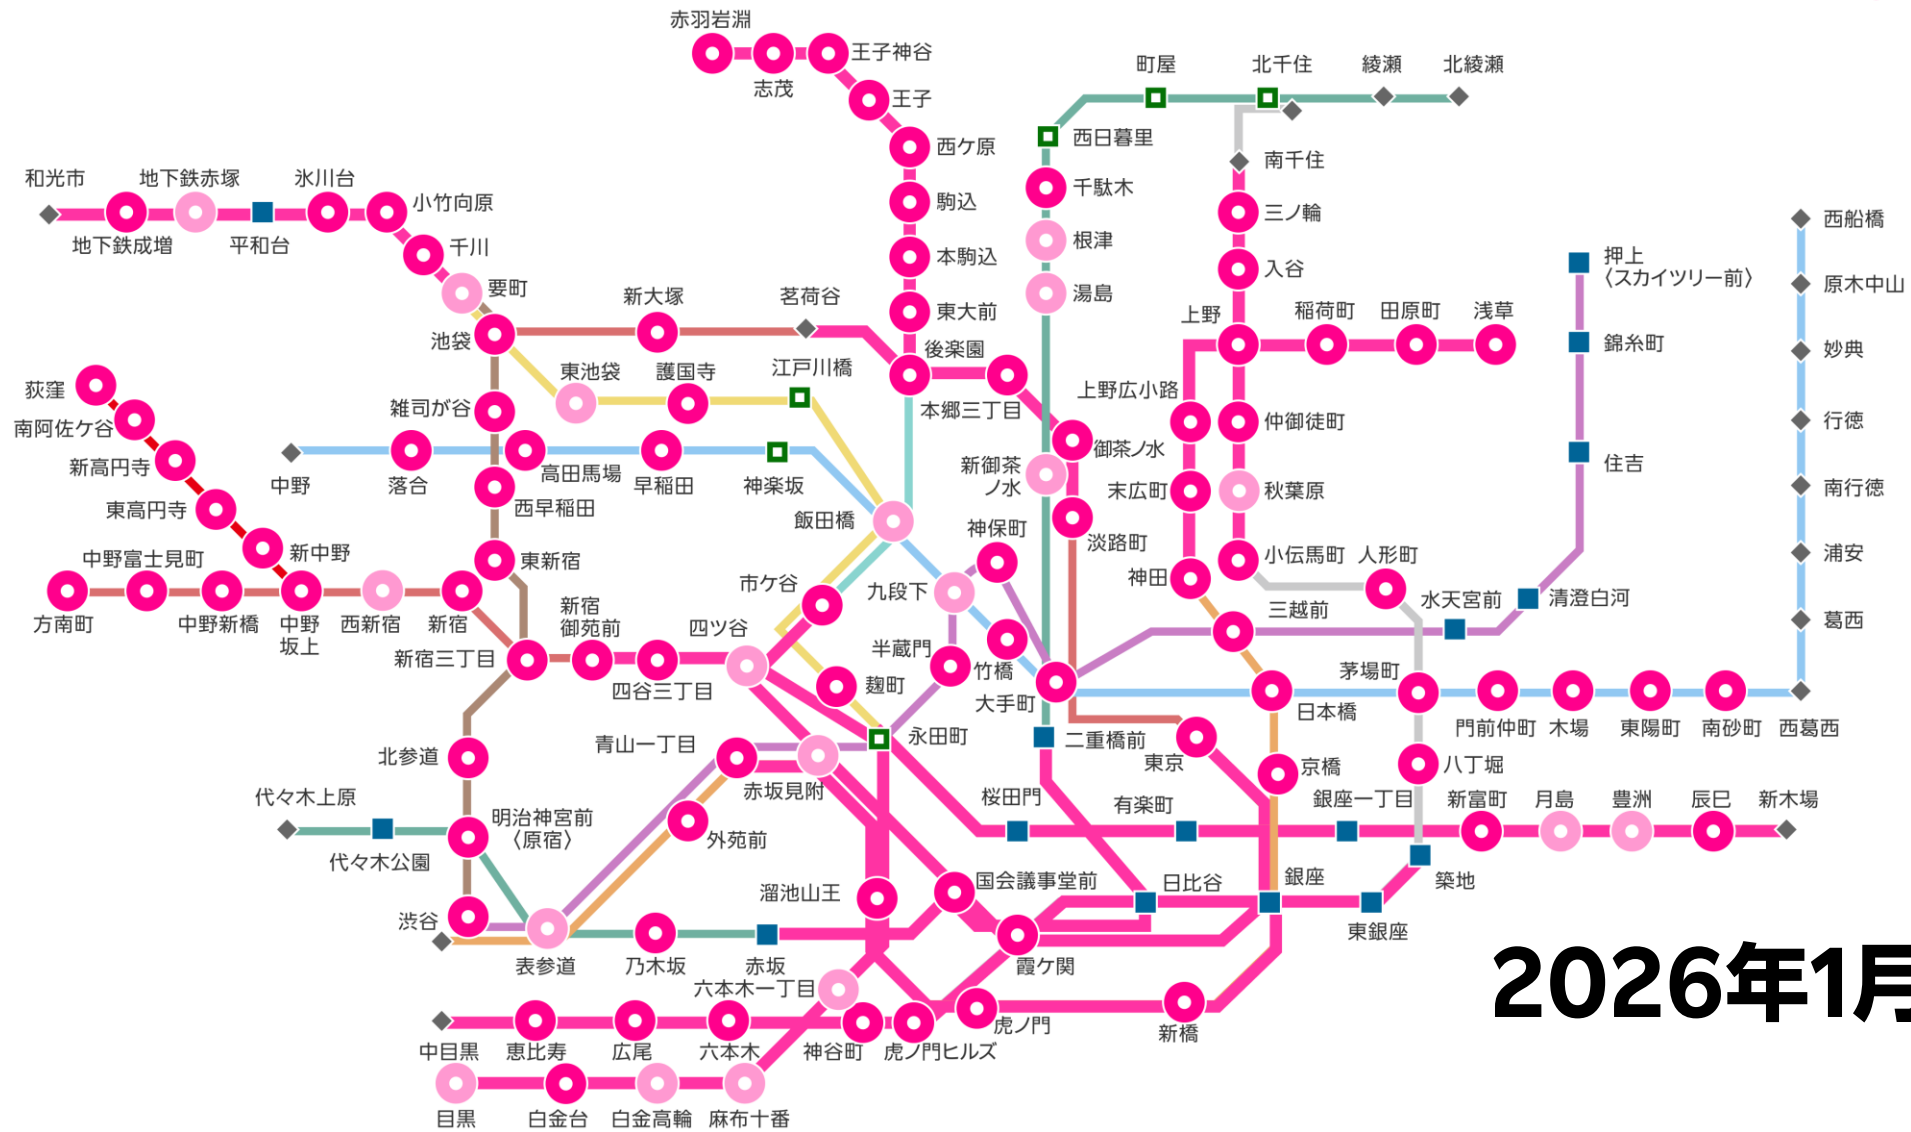 赤羽岩淵
志茂
王子神谷
王子
西ケ原
駒込
本駒込
東大前
後楽園
町屋
北千住
綾瀬
北綾瀬
西日暮里
千駄木
根津
湯島
南千住
三ノ輪
入谷
上野
稲荷町
田原町
浅草
押上
〈スカイツリー前〉
錦糸町
住吉
西船橋
原木中山
妙典
行徳
南行徳
浦安
葛西
西葛西
和光市
地下鉄成増
地下鉄赤塚
平和台
氷川台
小竹向原
千川
要町
池袋
新大塚
茗荷谷
本郷三丁目
御茶ノ水
淡路町
東池袋
護国寺
江戸川橋
雑司が谷
西早稲田
東新宿
中野
落合
高田馬場
早稲田
神楽坂
飯田橋
荻窪
南阿佐ケ谷
新高円寺
東高円寺
新中野
方南町
中野富士見町
中野新橋
中野
坂上
西新宿
新宿
新宿三丁目
新宿
御苑前
四谷三丁目
四ツ谷
市ケ谷
麹町
永田町
半蔵門
九段下
神保町
竹橋
大手町
新御茶
ノ水
二重橋前
上野広小路
末広町
神田
仲御徒町
秋葉原
小伝馬町
人形町
三越前
水天宮前
清澄白河
日本橋
茅場町
門前仲町
木場
東陽町
南砂町
東京
京橋
八丁堀
桜田門
有楽町
銀座一丁目
新富町
月島
豊洲
辰巳
新木場
北参道
代々木上原
代々木公園
明治神宮前
〈原宿〉
渋谷
表参道
青山一丁目
外苑前
赤坂見附
乃木坂
赤坂
溜池山王
国会議事堂前
霞ケ関
日比谷
銀座
東銀座
築地
六本木一丁目
中目黒
恵比寿
広尾
六本木
神谷町
虎ノ門ヒルズ
虎ノ門
新橋
目黒
白金台
白金高輪
麻布十番
2026年1月